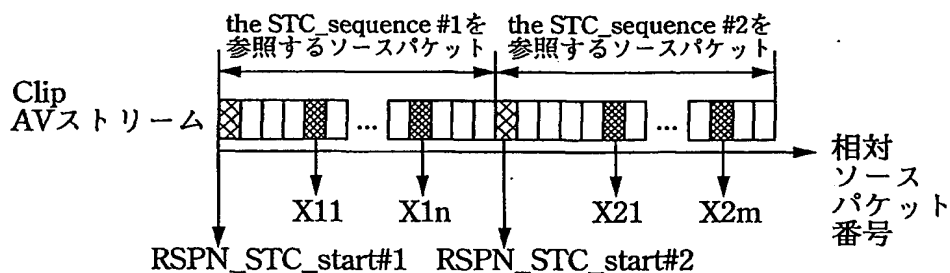 the STC_sequence #1を
参照するソースパケット
the STC_sequence #2を
参照するソースパケット
Clip
AVストリーム
...
...
相対
ソース
パケット
番号
X11
X1n
X21
X2m
RSPN_STC_start#1
RSPN_STC_start#2